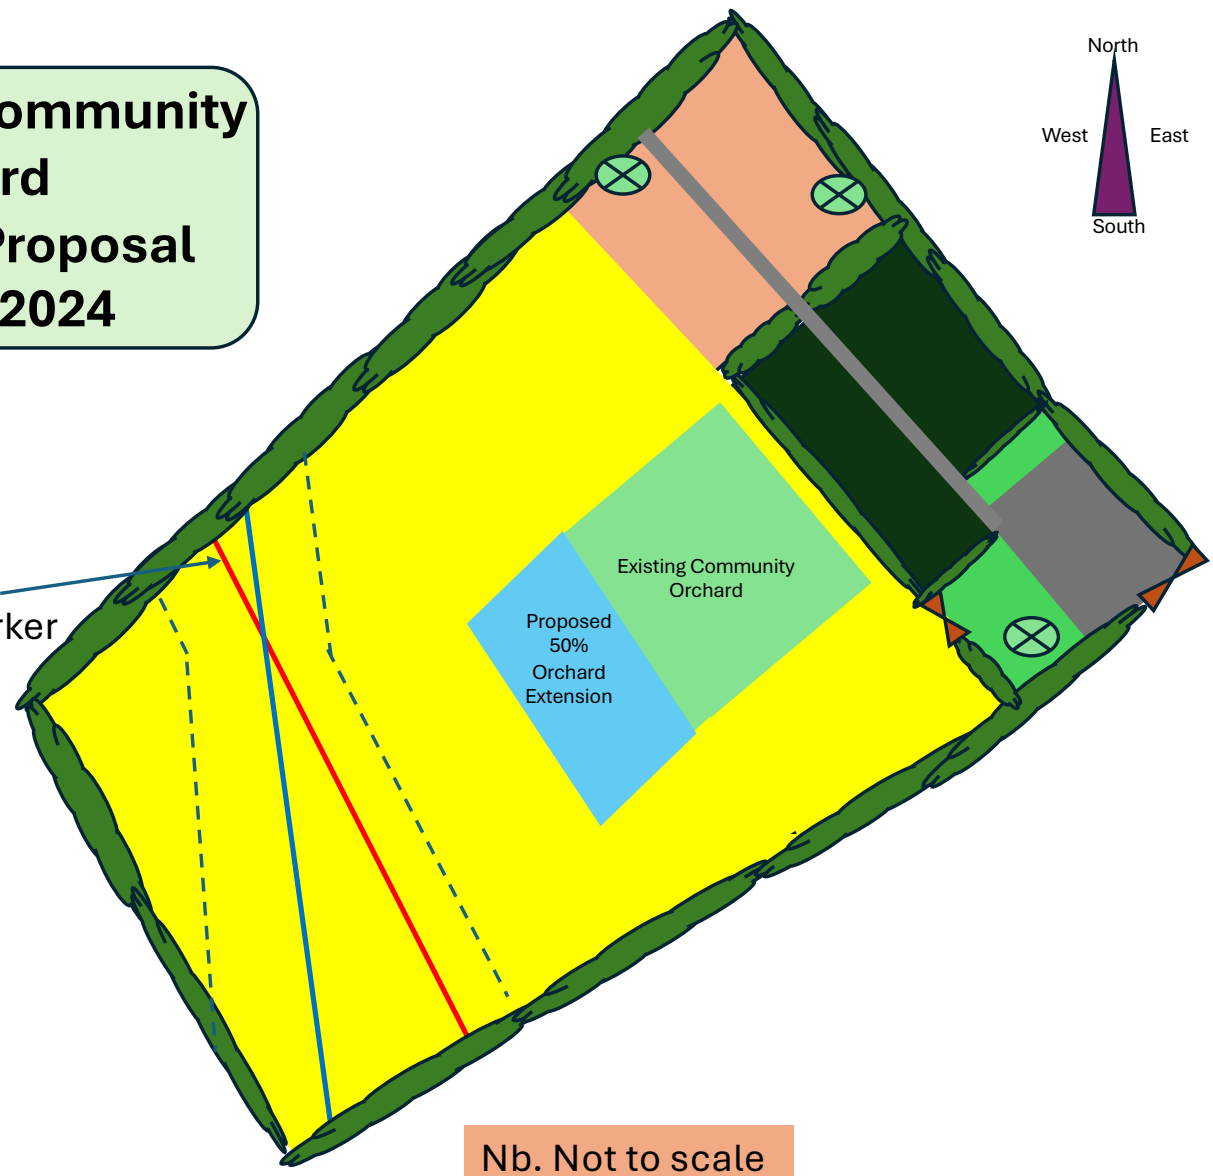 ommunity
rd
Proposal
2024
North
West
East
South
rker
Existing Community
Orchard
Proposed
50%
Orchard
Extension
Nb. Not to scale